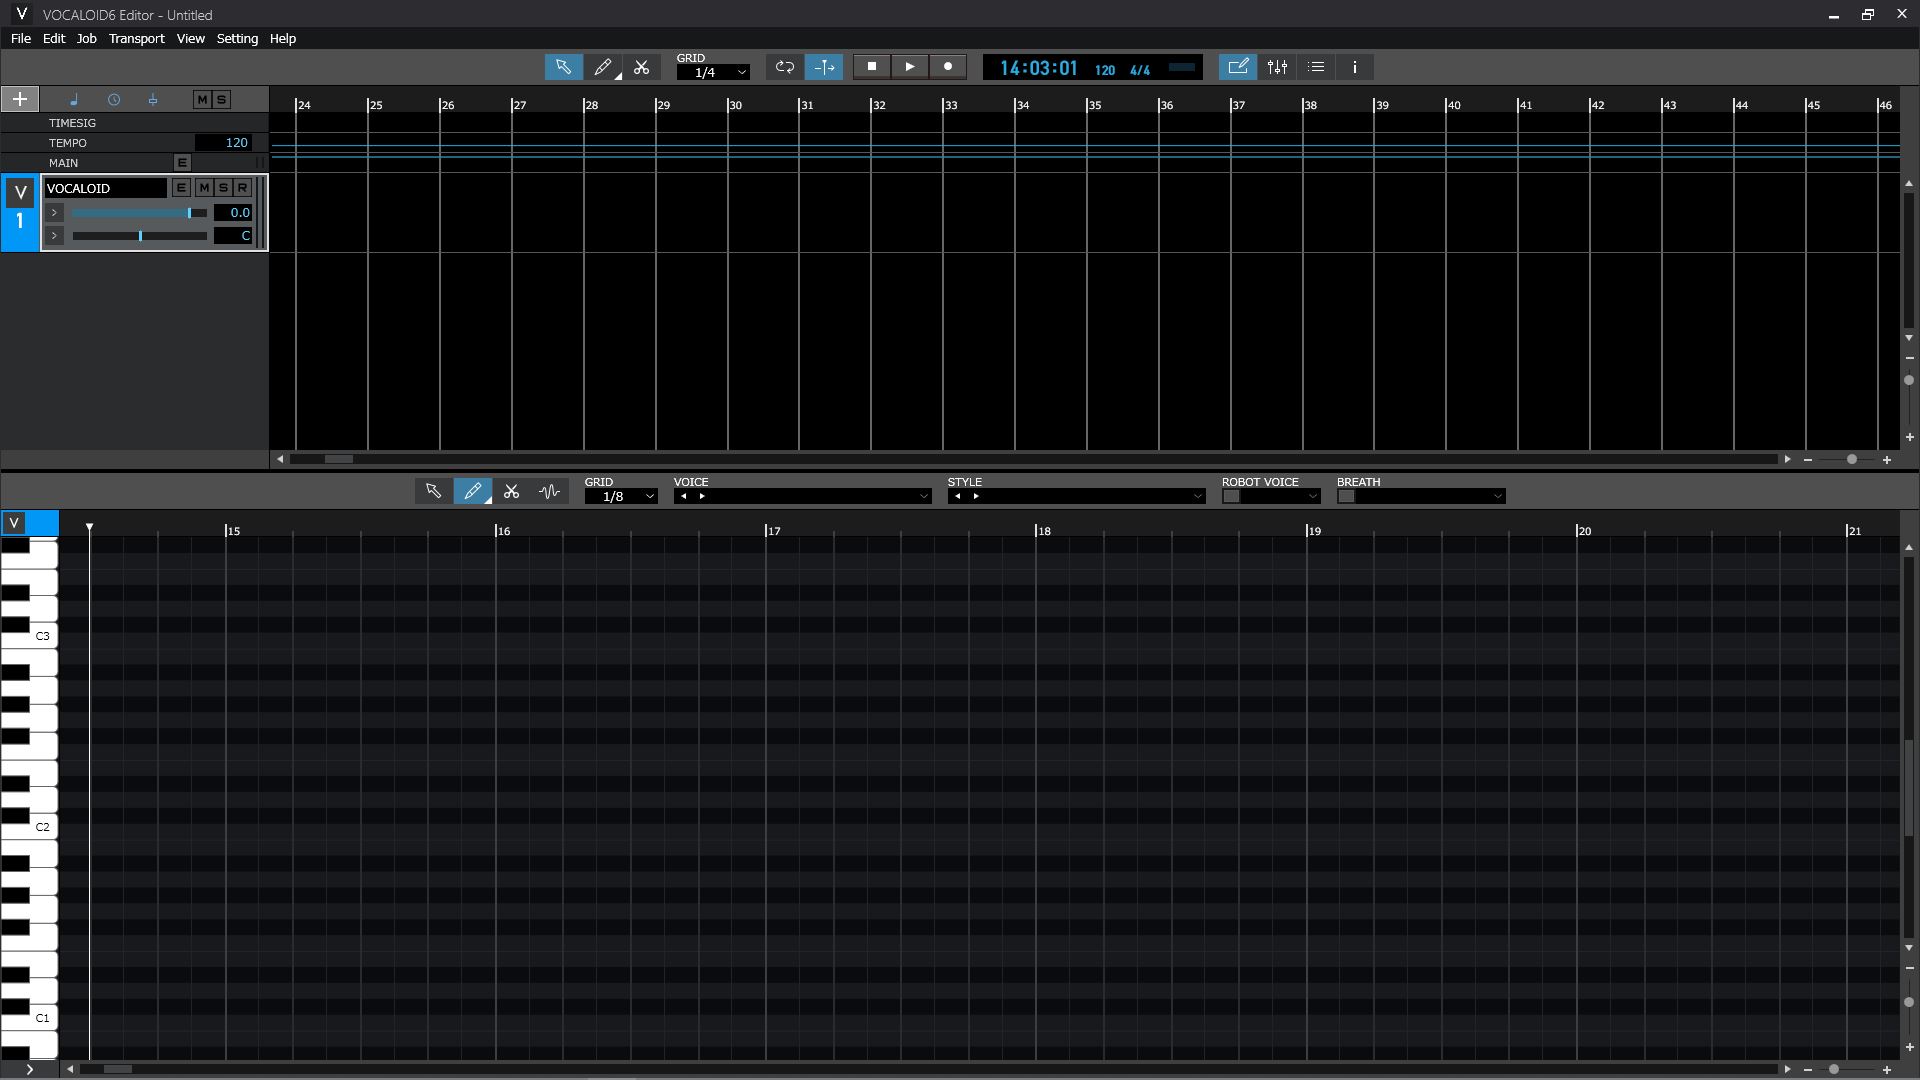 V VOCALOID6 Editor - Untitled
File Edit Job Transport View Setting Help
GRID
1/4
14:03:01 120 4/4
i
M S
24 25 26 27 28 29 30 31 32 33 34 35 36 37 38 39 40 41 42 43 44 45 46
TIMESIG
TEMPO 120
MAIN E
V VOCALOID E M S R
1
0.0
C
GRID VOICE STYLE ROBOT VOICE BREATH
1/8
V 15 16 17 18 19 20 21
C3
C2
C1